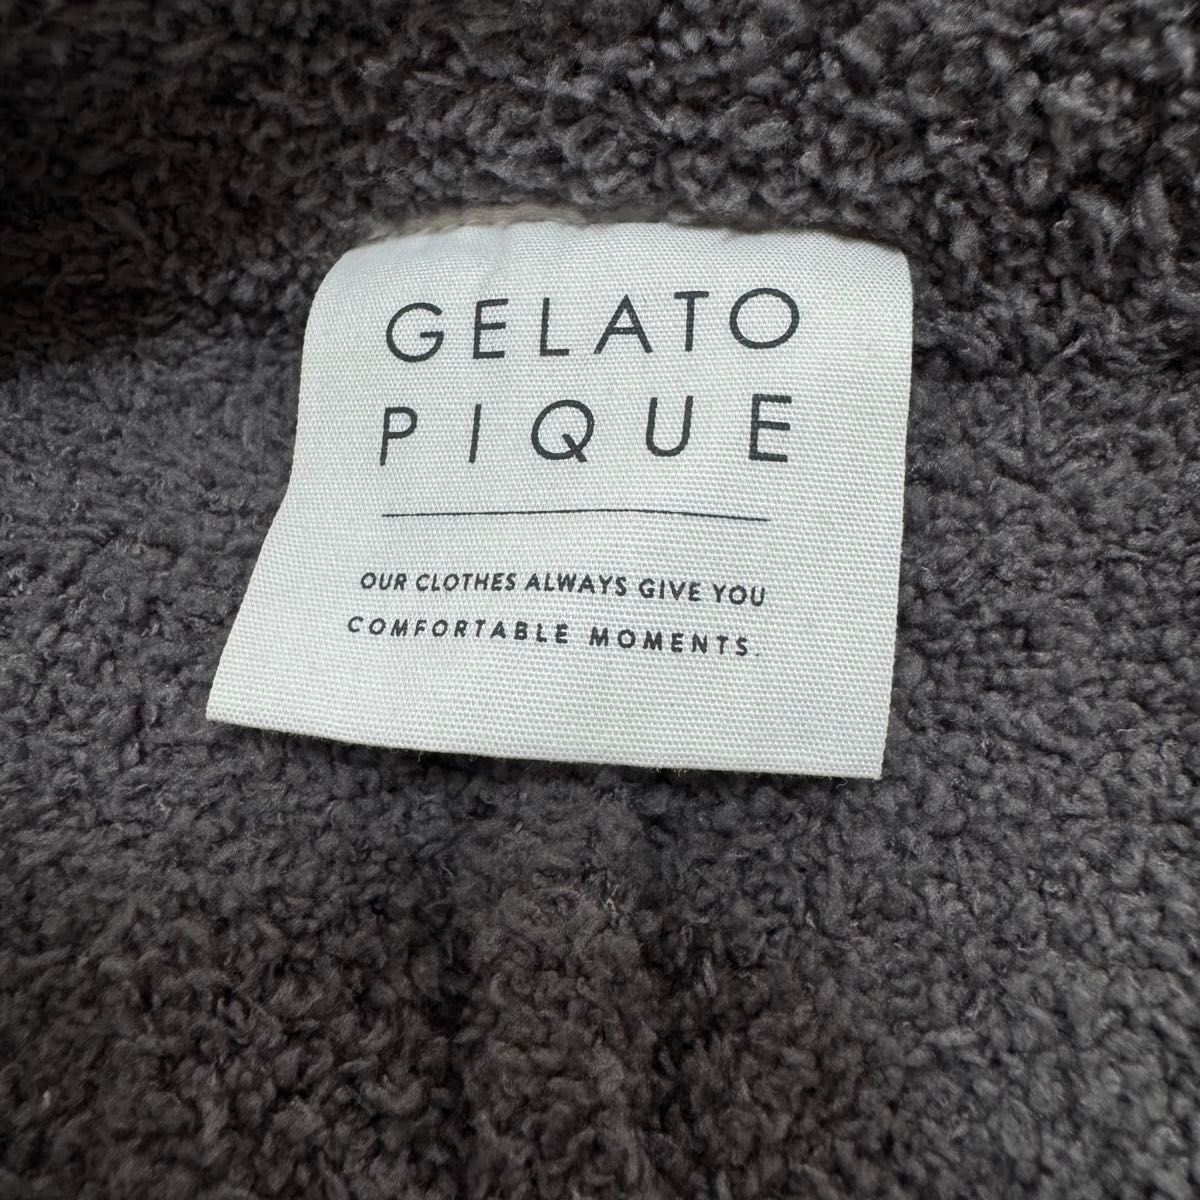 GELATO
PIQUE
OUR CLOTHES ALWAYS GIVE YOU
COMFORTABLE MOMENTS.